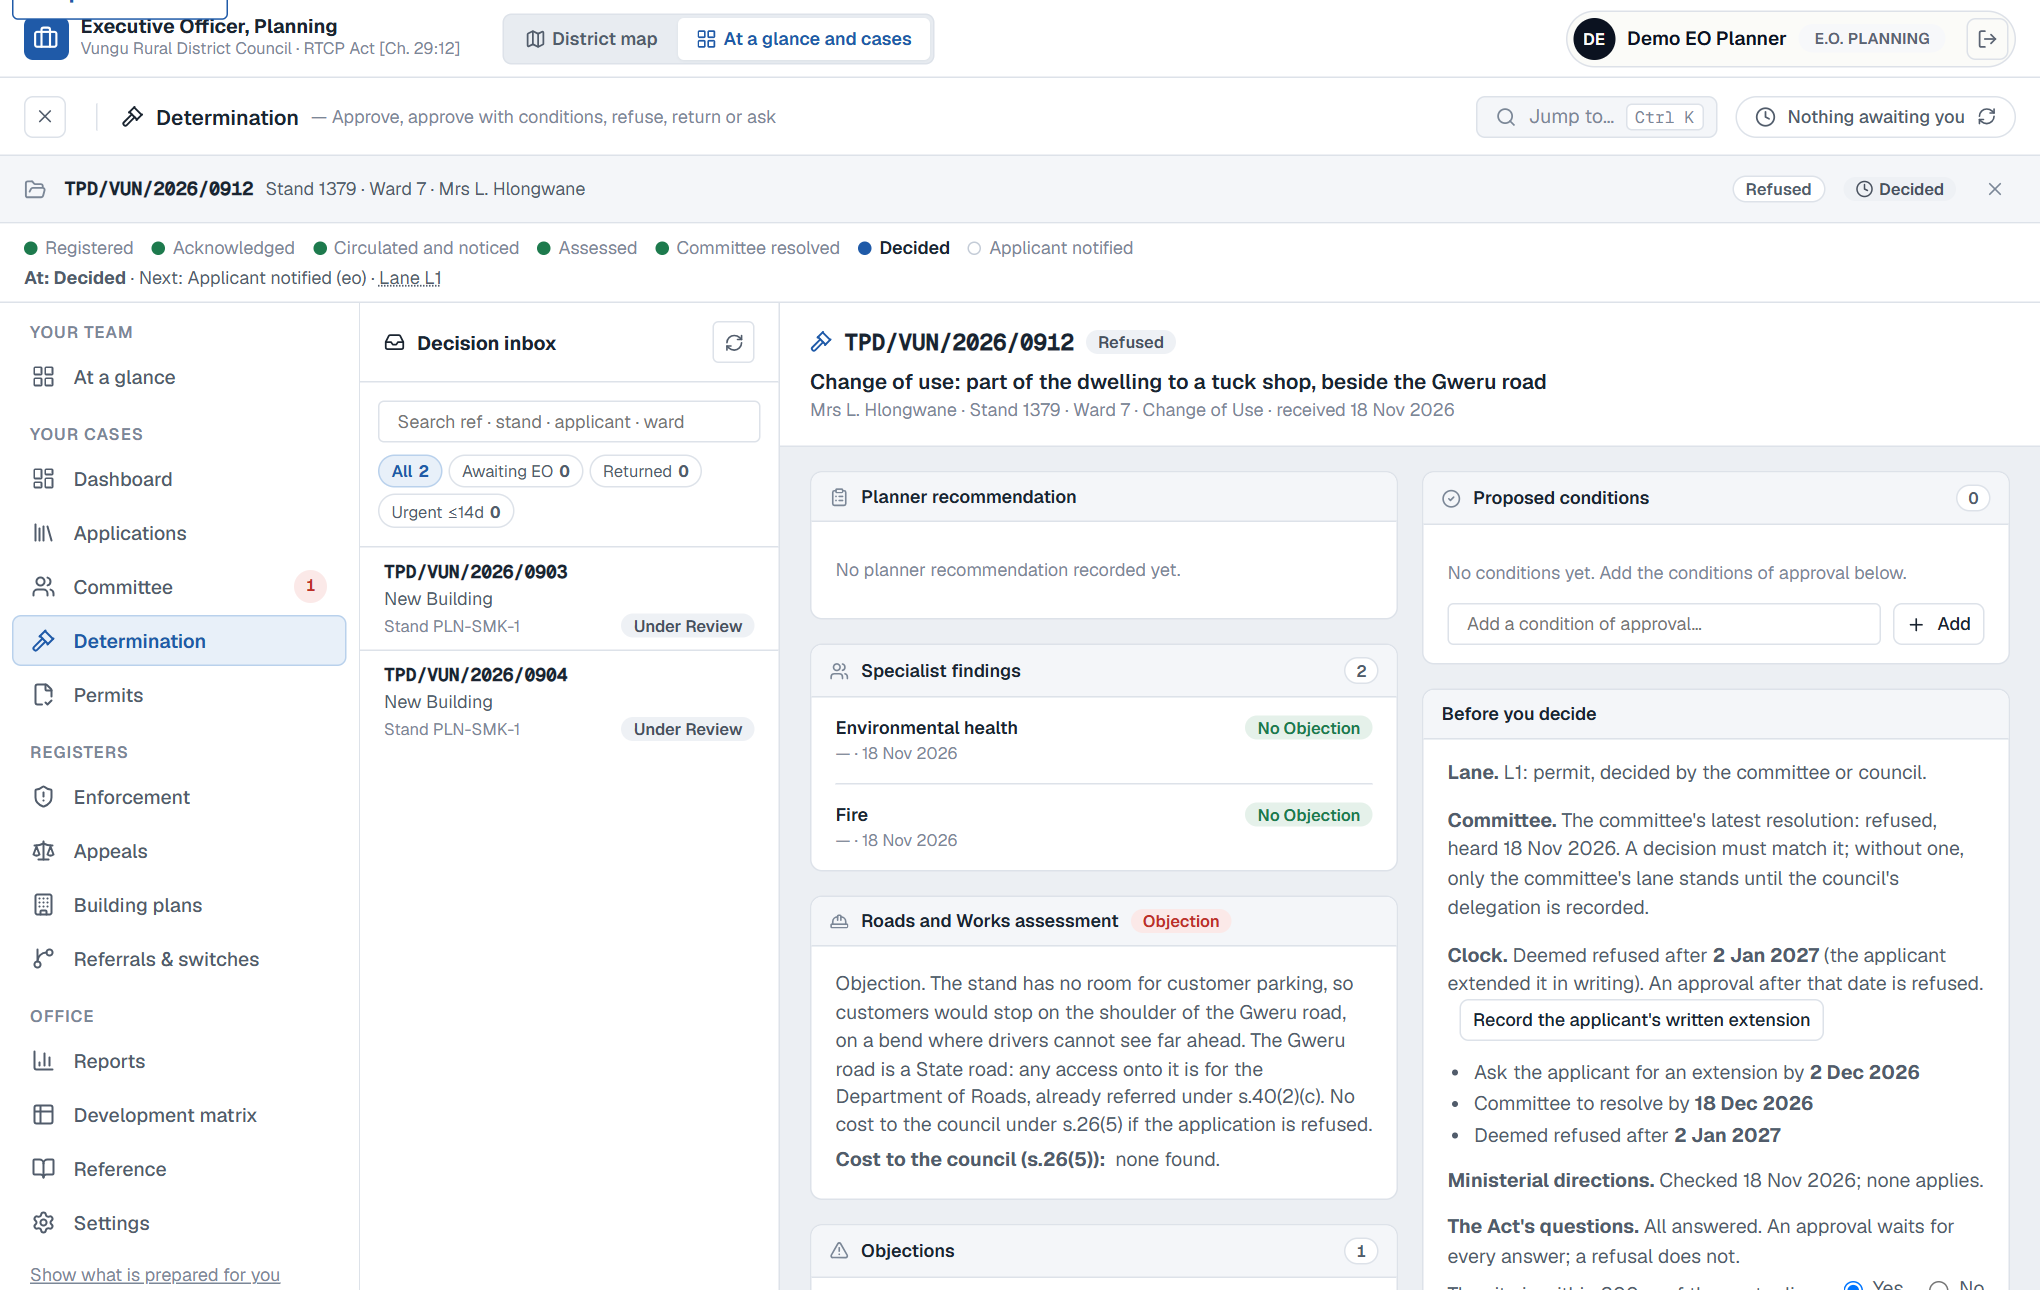 Executive Officer, Planning
Vungu Rural District Council · RTCP Act [Ch. 29:12]
District map
At a glance and cases
DE
Demo EO Planner
E.O. PLANNING
Determination — Approve, approve with conditions, refuse, return or ask
Jump to... Ctrl K
Nothing awaiting you
TPD/VUN/2026/0912 Stand 1379 · Ward 7 · Mrs L. Hlongwane
Refused
Decided
Registered
Acknowledged
Circulated and noticed
Assessed
Committee resolved
Decided
Applicant notified
At: Decided · Next: Applicant notified (eo) · Lane L1
YOUR TEAM
At a glance
YOUR CASES
Dashboard
Applications
Committee 1
Determination
Permits
REGISTERS
Enforcement
Appeals
Building plans
Referrals & switches
OFFICE
Reports
Development matrix
Reference
Settings
Show what is prepared for you
Decision inbox
Search ref · stand · applicant · ward
All 2
Awaiting EO 0
Returned 0
Urgent ≤14d 0
TPD/VUN/2026/0903
New Building
Stand PLN-SMK-1
Under Review
TPD/VUN/2026/0904
New Building
Stand PLN-SMK-1
Under Review
TPD/VUN/2026/0912 Refused
Change of use: part of the dwelling to a tuck shop, beside the Gweru road
Mrs L. Hlongwane · Stand 1379 · Ward 7 · Change of Use · received 18 Nov 2026
Planner recommendation
No planner recommendation recorded yet.
Specialist findings 2
Environmental health
No Objection
— · 18 Nov 2026
Fire
No Objection
— · 18 Nov 2026
Roads and Works assessment Objection
Objection. The stand has no room for customer parking, so
customers would stop on the shoulder of the Gweru road,
on a bend where drivers cannot see far ahead. The Gweru
road is a State road: any access onto it is for the
Department of Roads, already referred under s.40(2)(c). No
cost to the council under s.26(5) if the application is refused.
Cost to the council (s.26(5)): none found.
Objections 1
Proposed conditions 0
No conditions yet. Add the conditions of approval below.
Add a condition of approval...
+ Add
Before you decide
Lane. L1: permit, decided by the committee or council.
Committee. The committee's latest resolution: refused,
heard 18 Nov 2026. A decision must match it; without one,
only the committee's lane stands until the council's
delegation is recorded.
Clock. Deemed refused after 2 Jan 2027 (the applicant
extended it in writing). An approval after that date is refused.
Record the applicant's written extension
• Ask the applicant for an extension by 2 Dec 2026
• Committee to resolve by 18 Dec 2026
• Deemed refused after 2 Jan 2027
Ministerial directions. Checked 18 Nov 2026; none applies.
The Act's questions. All answered. An approval waits for
every answer; a refusal does not.
Yes
No